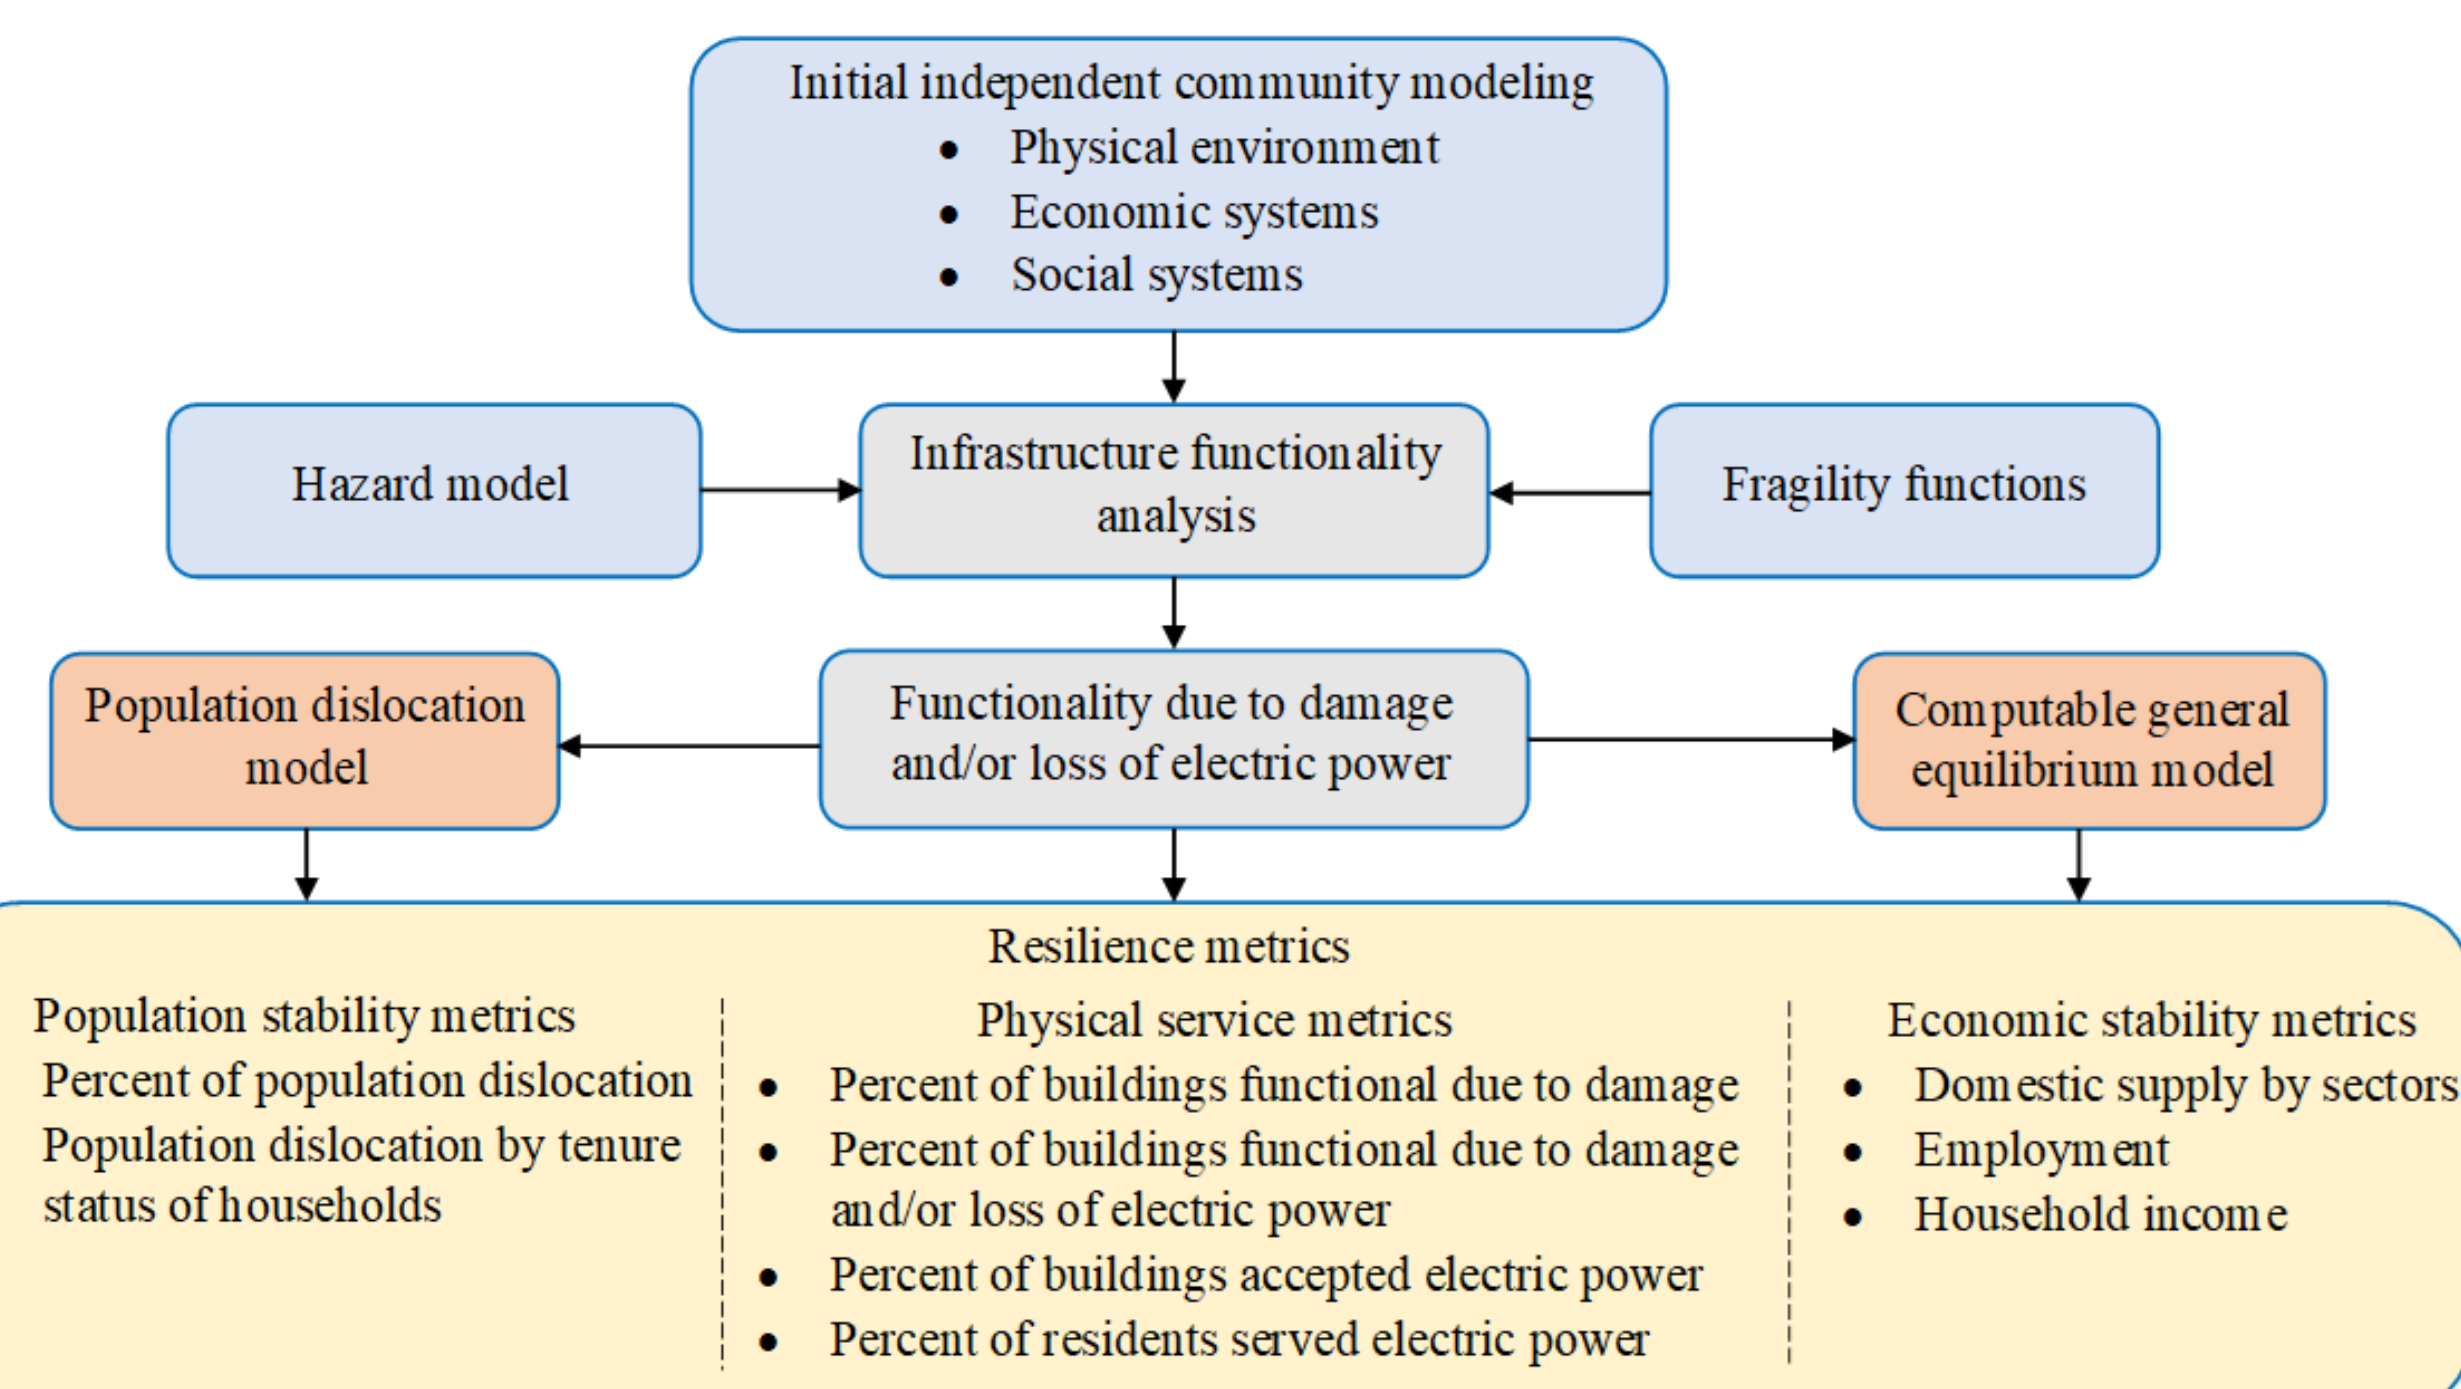 Initial independent community modeling
• Physical environment
• Economic systems
• Social systems
Hazard model
Infrastructure functionality
analysis
Fragility functions
Population dislocation
model
Functionality due to damage
and/or loss of electric power
Computable general
equilibrium model
Resilience metrics
Population stability metrics
Percent of population dislocation
Population dislocation by tenure
status of households
Physical service metrics
• Percent of buildings functional due to damage
• Percent of buildings functional due to damage
and/or loss of electric power
• Percent of buildings accepted electric power
• Percent of residents served electric power
Economic stability metrics
• Domestic supply by sectors
• Employment
• Household income